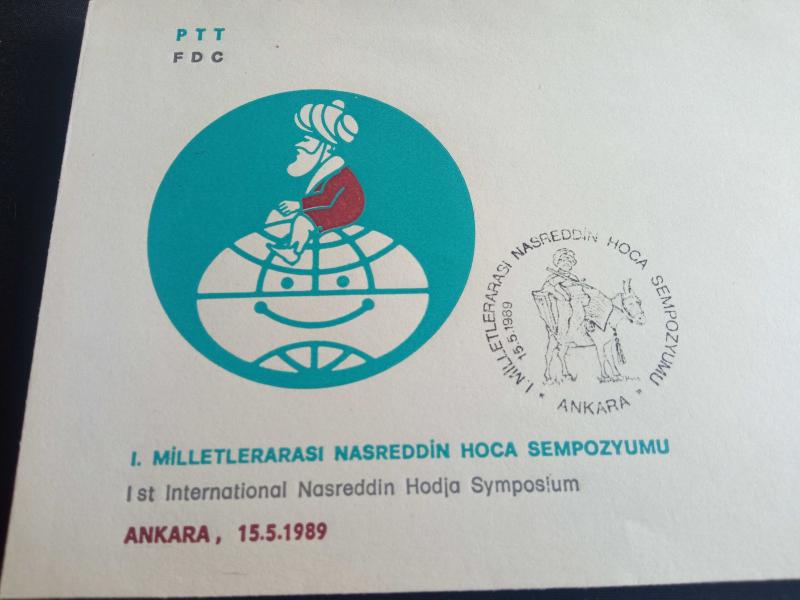 PTT
FDC
I. MİLLETLERARASI NASREDDİN HOCA SEMPOZYUMU
15.5.1989
* ANKARA *
I. MİLLETLERARASI NASREDDİN HOCA SEMPOZYUMU
1st International Nasreddin Hodja Symposium
ANKARA, 15.5.1989